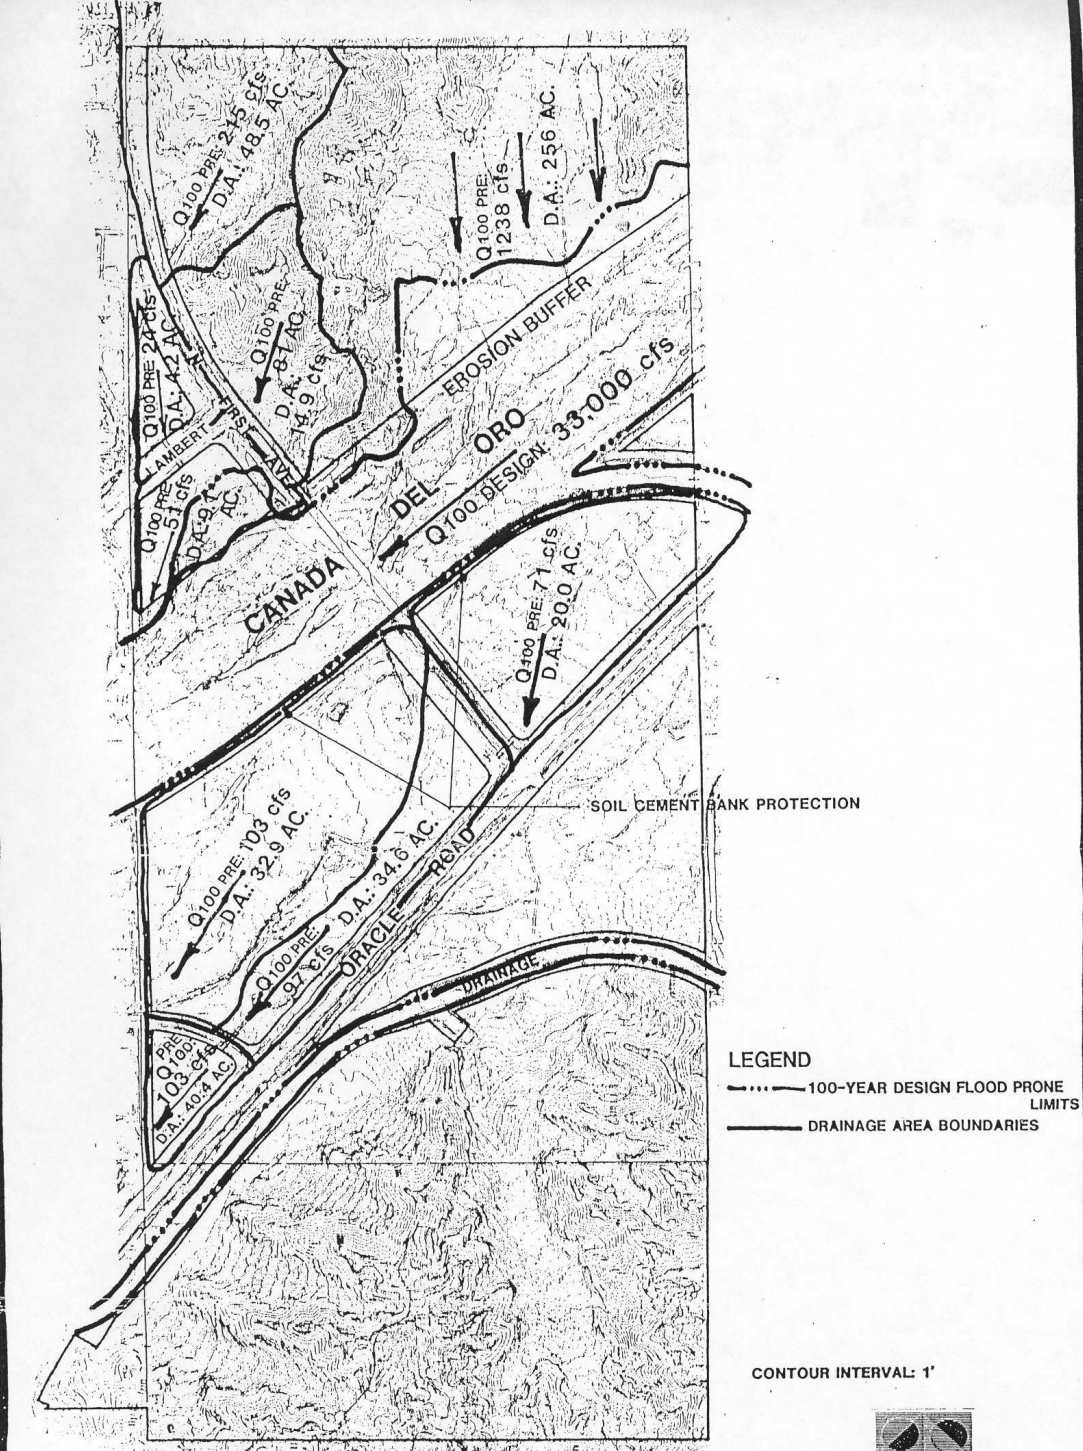 Q100 PRE: 215 cfs
D.A.: 48.5 AC.
Q100 PRE:
1238 cfs
D.A.: 256 AC.
Q100 PRE: 24 cfs
D.A.: 4.2 AC.
Q100 PRE:
81 AC.
D.A.:
14.9 cfs
N. FIRST AVE.
LAMBERT
EROSION BUFFER
CANADA DEL ORO
Q100 DESIGN: 33,000 cfs
Q100 PRE:
51 cfs
D.A.: 9.1
AC.
Q100 PRE: 71 cfs
D.A.: 20.0 AC.
SOIL CEMENT BANK PROTECTION
Q100 PRE: 103 cfs
D.A.: 32.9 AC.
Q100 PRE:
97 cfs
D.A.: 34.6 AC.
ORACLE ROAD
DRAINAGE
PRE
Q100:
103 cfs
D.A.: 40.4 AC.
LEGEND
100-YEAR DESIGN FLOOD PRONE
LIMITS
DRAINAGE AREA BOUNDARIES
CONTOUR INTERVAL: 1'